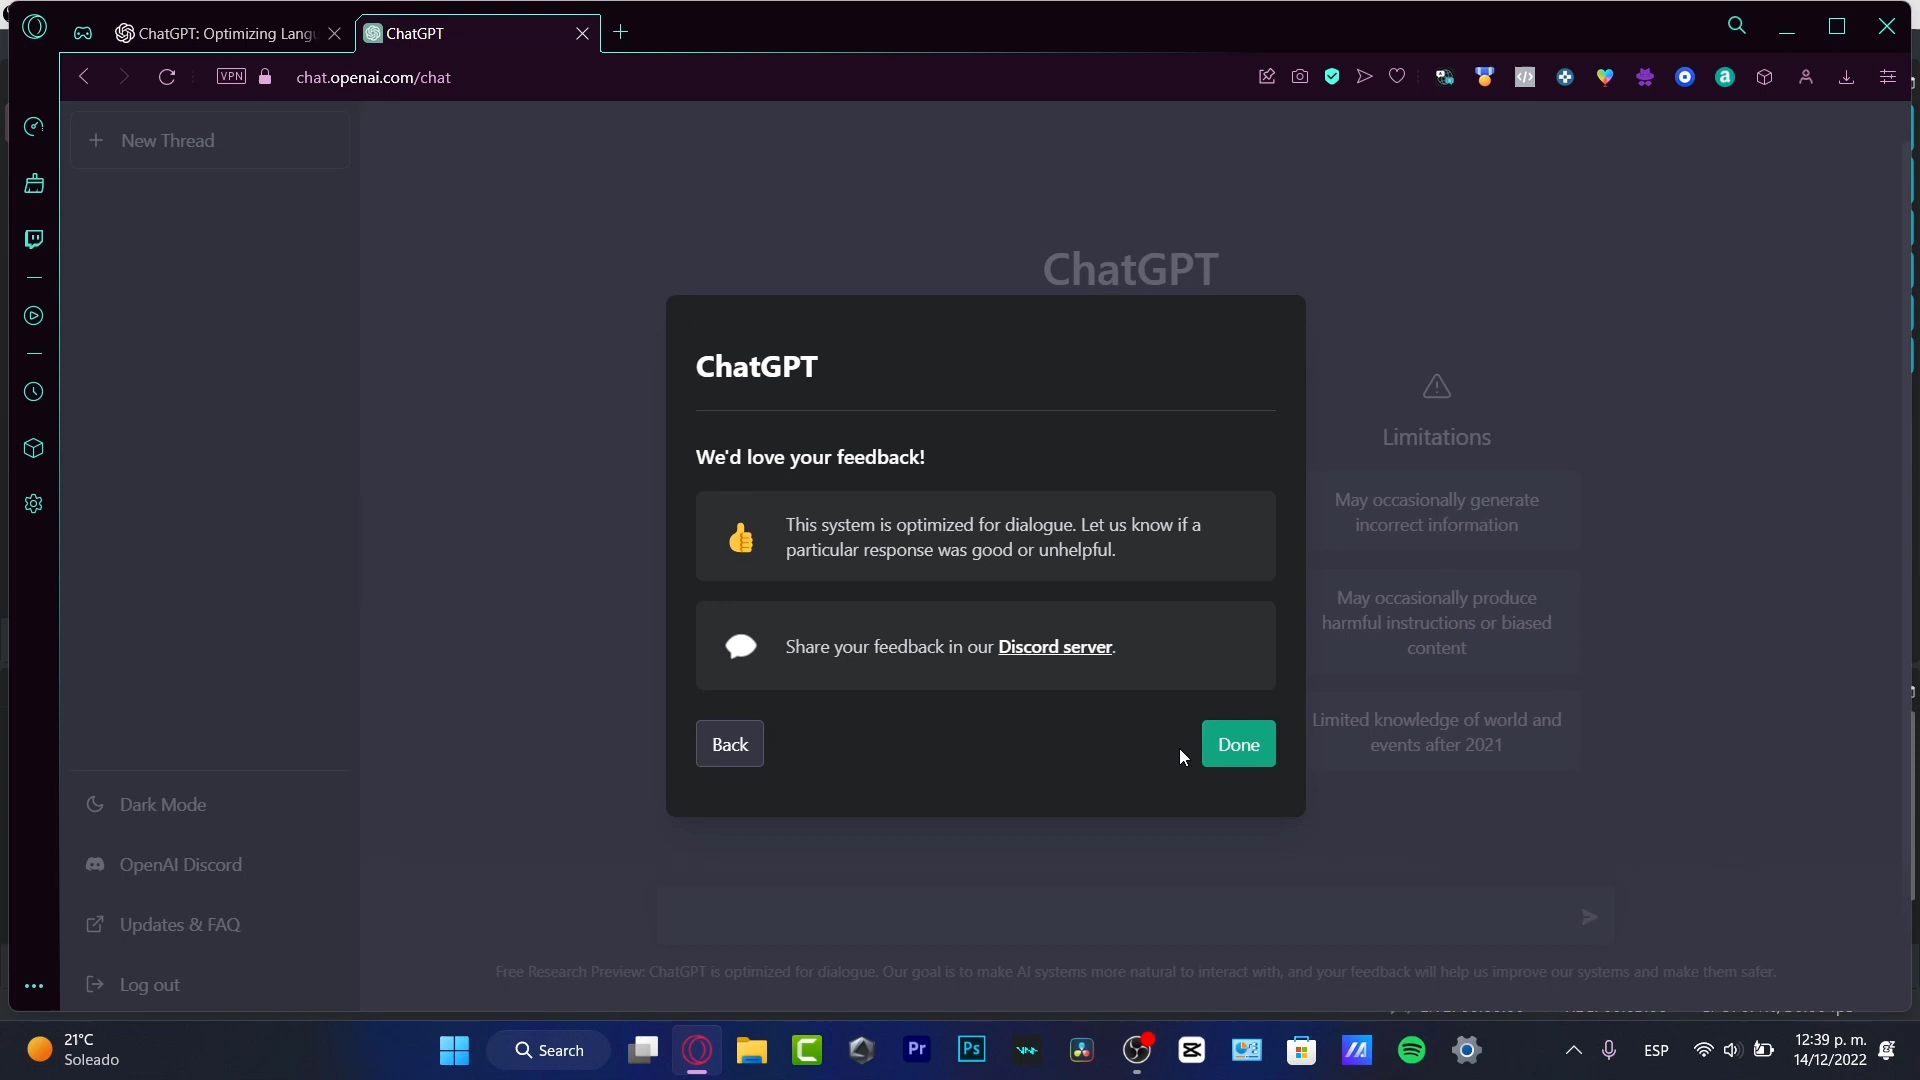 ChatGPT: Optimizing Langu
ChatGPT
VPN
chat.openai.com/chat
New Thread
ChatGPT
Limitations
May occasionally generate
incorrect information
May occasionally produce
harmful instructions or biased
content
Limited knowledge of world and
events after 2021
ChatGPT
We'd love your feedback!
This system is optimized for dialogue. Let us know if a
particular response was good or unhelpful.
Share your feedback in our Discord server.
Back
Done
Dark Mode
OpenAI Discord
Updates & FAQ
Log out
Free Research Preview: ChatGPT is optimized for dialogue. Our goal is to make AI systems more natural to interact with, and your feedback will help us improve our systems and make them safer.
21°C
Soleado
Search
Pr
Ps
ESP
12:39 p. m.
14/12/2022